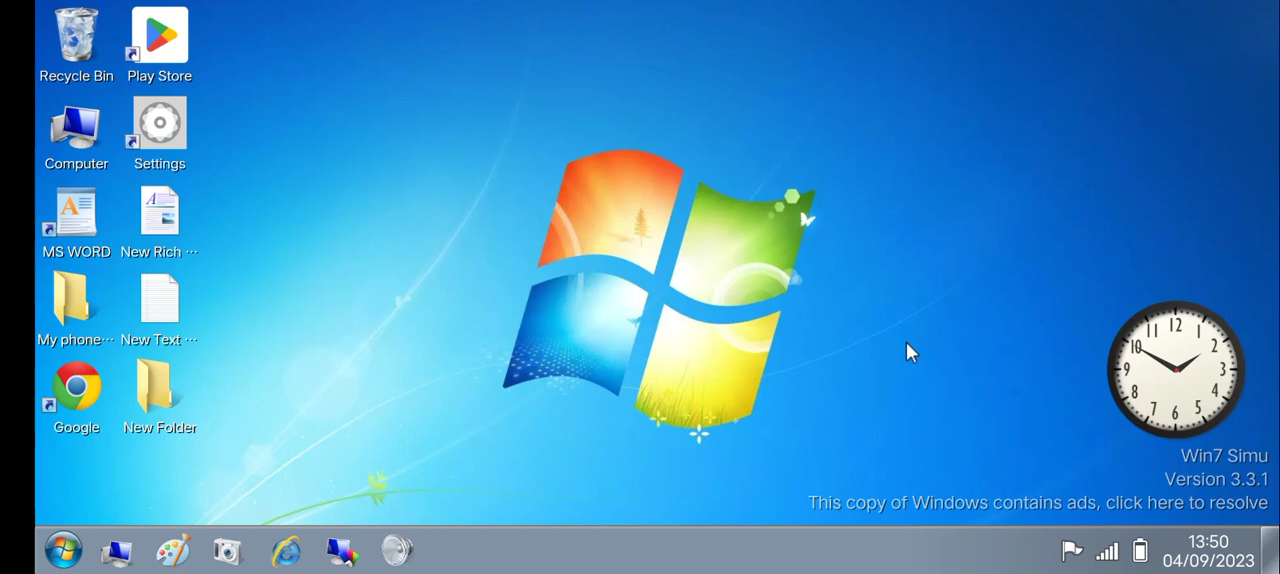 Recycle Bin
Play Store
Computer
Settings
MS WORD
New Rich ···
My phone···
New Text ···
Google
New Folder
12
1
2
3
4
5
6
7
8
9
10
11
Win7 Simu
Version 3.3.1
This copy of Windows contains ads, click here to resolve
13:50
04/09/2023